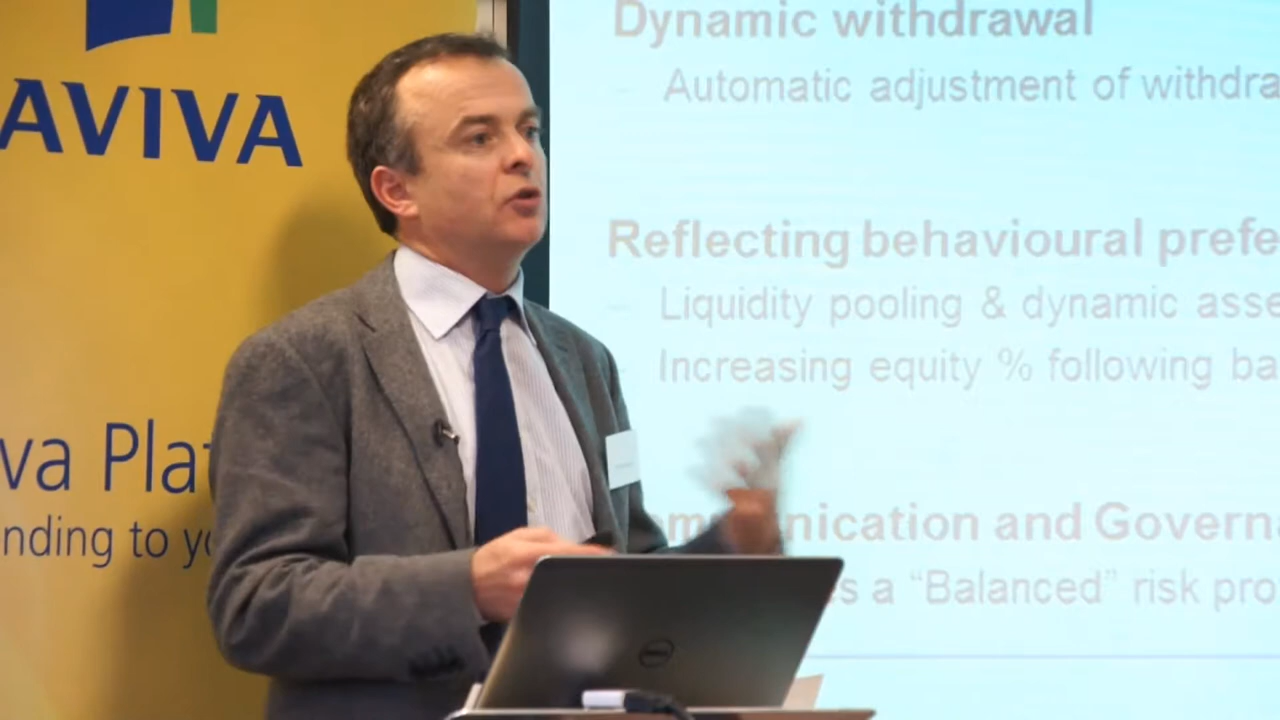 AVIVA
va Plat
nding to yo
Dynamic withdrawal
– Automatic adjustment of withdra
Reflecting behavioural prefe
– Liquidity pooling & dynamic asse
– Increasing equity % following ba
mmunication and Governa
s a “Balanced” risk pro
DELL